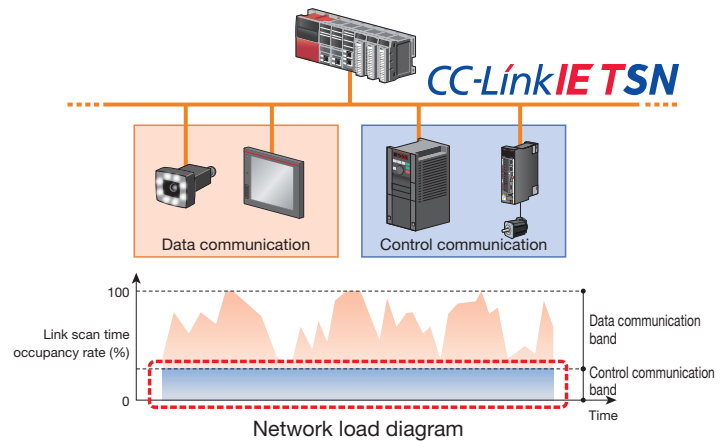 CC-Link IE TSN
Data communication
Control communication
100
Link scan time
occupancy rate (%)
0
Data communication
band
Control communication
band
Time
Network load diagram